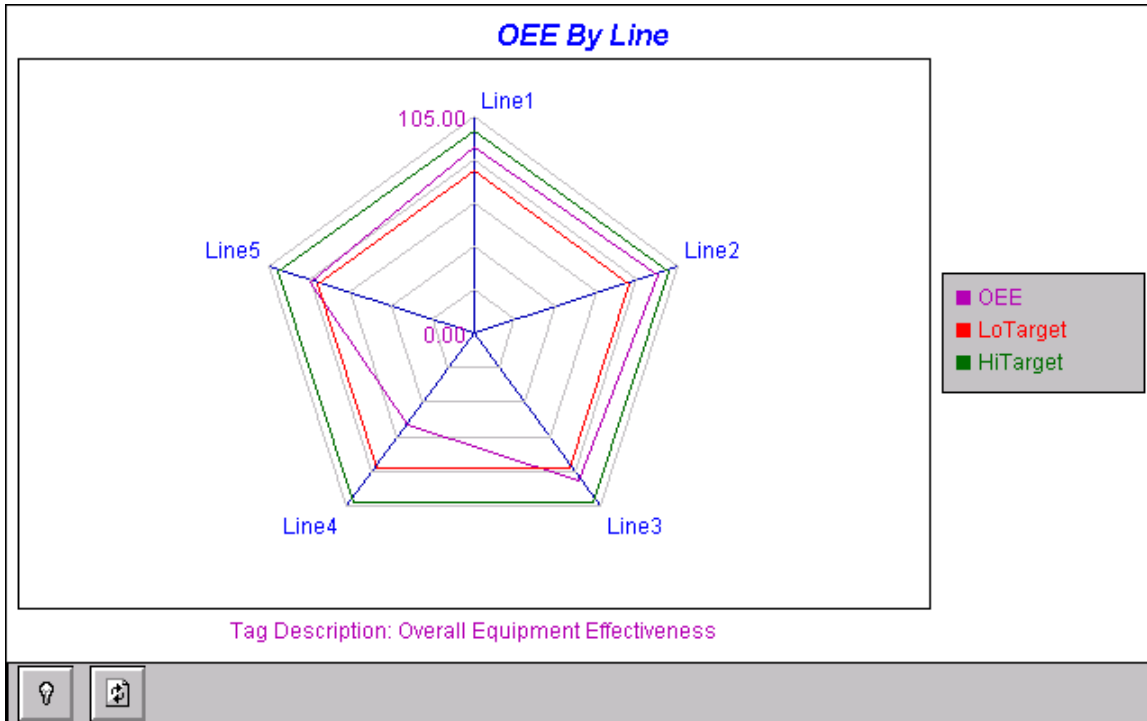 OEE By Line
Line1
105.00
Line5
Line2
0.00
Line4
Line3
OEE
LoTarget
HiTarget
Tag Description: Overall Equipment Effectiveness